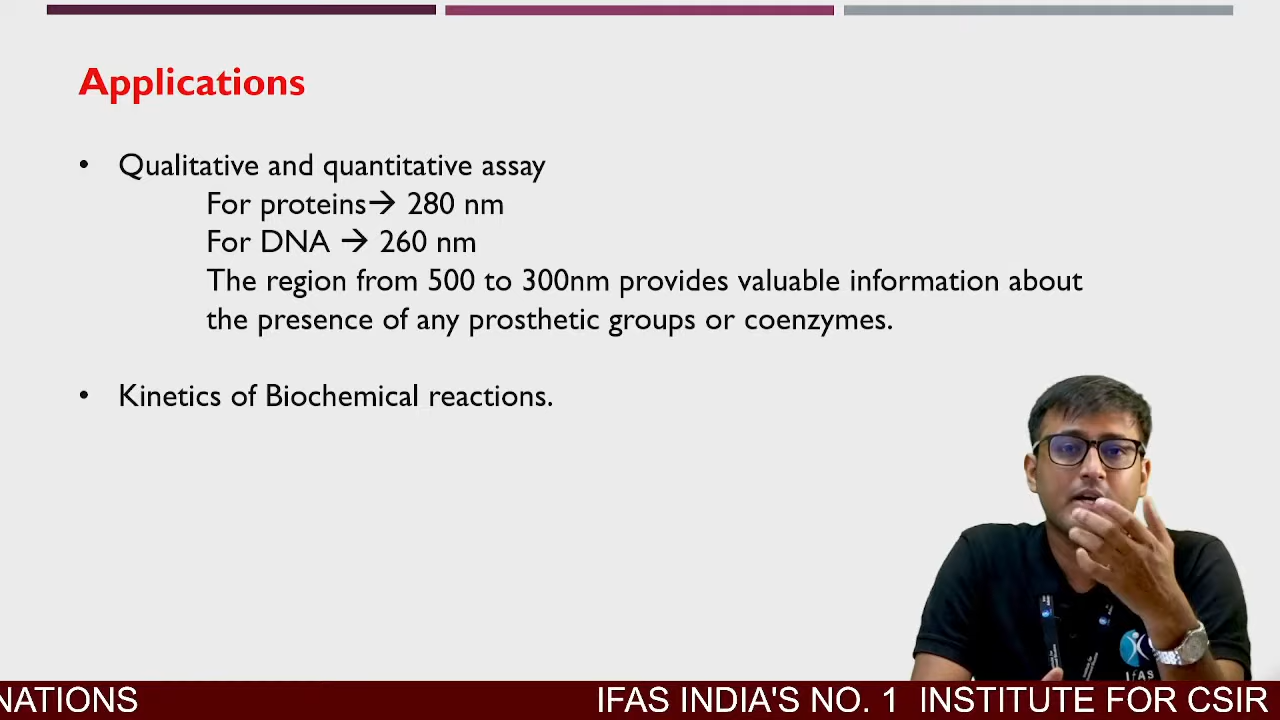 Applications
• Qualitative and quantitative assay
For proteins→ 280 nm
For DNA → 260 nm
The region from 500 to 300nm provides valuable information about
the presence of any prosthetic groups or coenzymes.
• Kinetics of Biochemical reactions.
IFAS
NATIONS IFAS INDIA'S NO. 1 INSTITUTE FOR CSIR